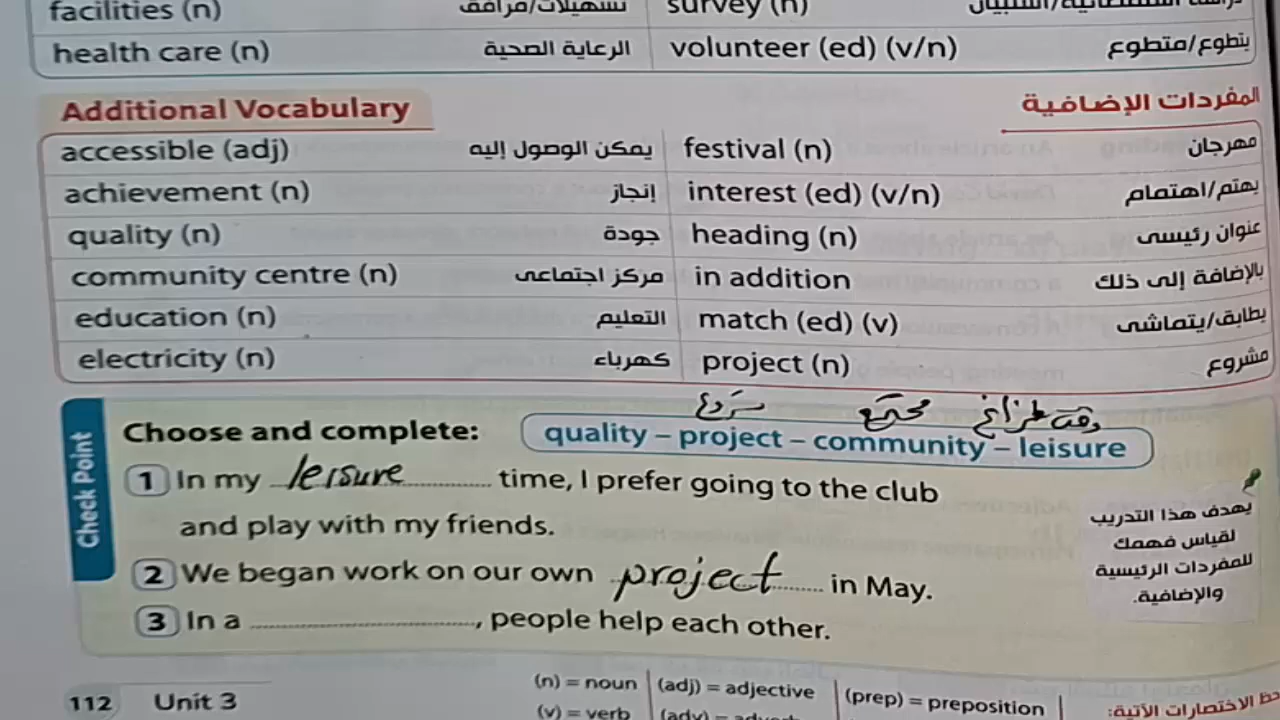 facilities (n) تسهيلات/مرافق survey (n)
health care (n) الرعاية الصحية volunteer (ed) (v/n) يتطوع/متطوع
Additional Vocabulary المفردات الإضافية
accessible (adj) يمكن الوصول إليه festival (n) مهرجان
achievement (n) إنجاز interest (ed) (v/n) يهتم/اهتمام
quality (n) جودة heading (n) عنوان رئيسى
community centre (n) مركز اجتماعى in addition بالإضافة إلى ذلك
education (n) التعليم match (ed) (v) يطابق/يتماشى
electricity (n) كهرباء project (n) مشروع
مجتمع
Check Point
Choose and complete: quality – project – community – leisure
1 In my leisure time, I prefer going to the club
and play with my friends.
2 We began work on our own project in May.
3 In a ........................, people help each other.
يهدف هذا التدريب
لقياس فهمك
للمفردات الرئيسية
والإضافية.
112 Unit 3
(n) = noun (adj) = adjective (prep) = preposition الاختصارات الآتية:
(v) = verb